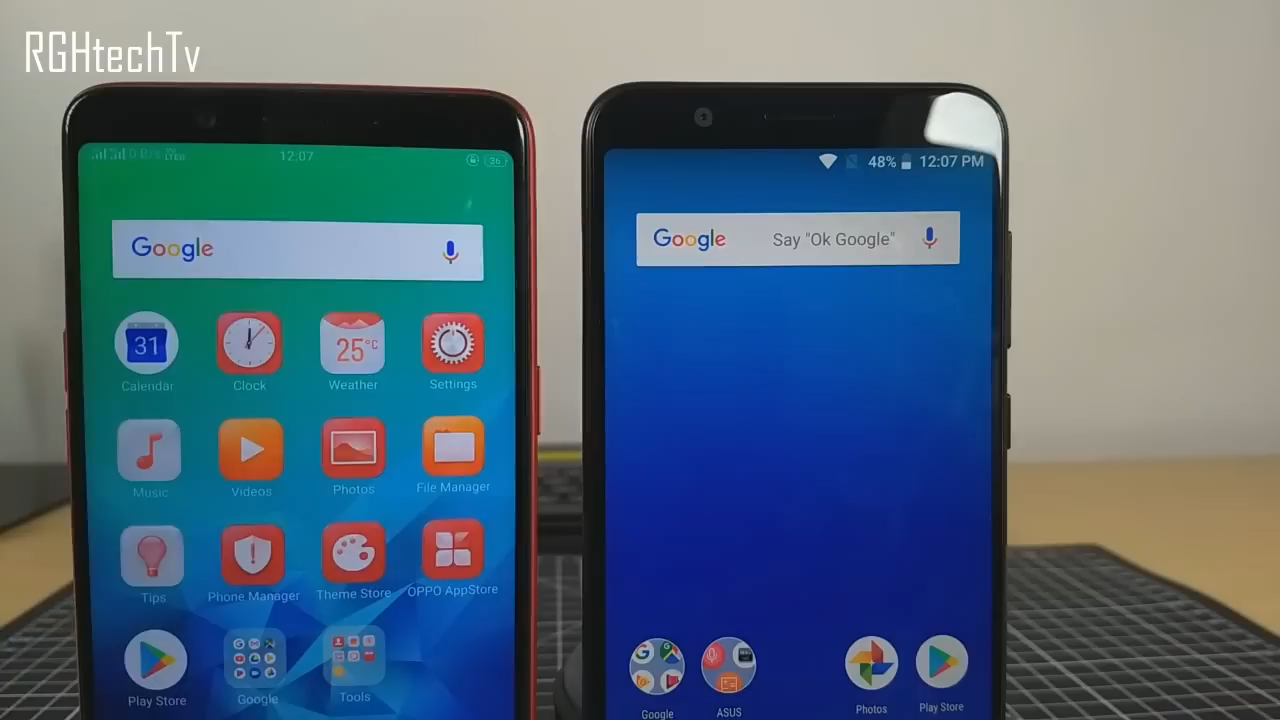 RGHtechTv
12:07
36
48%
12:07 PM
Google
Google
Say "Ok Google"
31
Calendar
Clock
25°C
Weather
Settings
Music
Videos
Photos
File Manager
Tips
Phone Manager
Theme Store
OPPO AppStore
Play Store
Google
Tools
Google
ASUS
Photos
Play Store